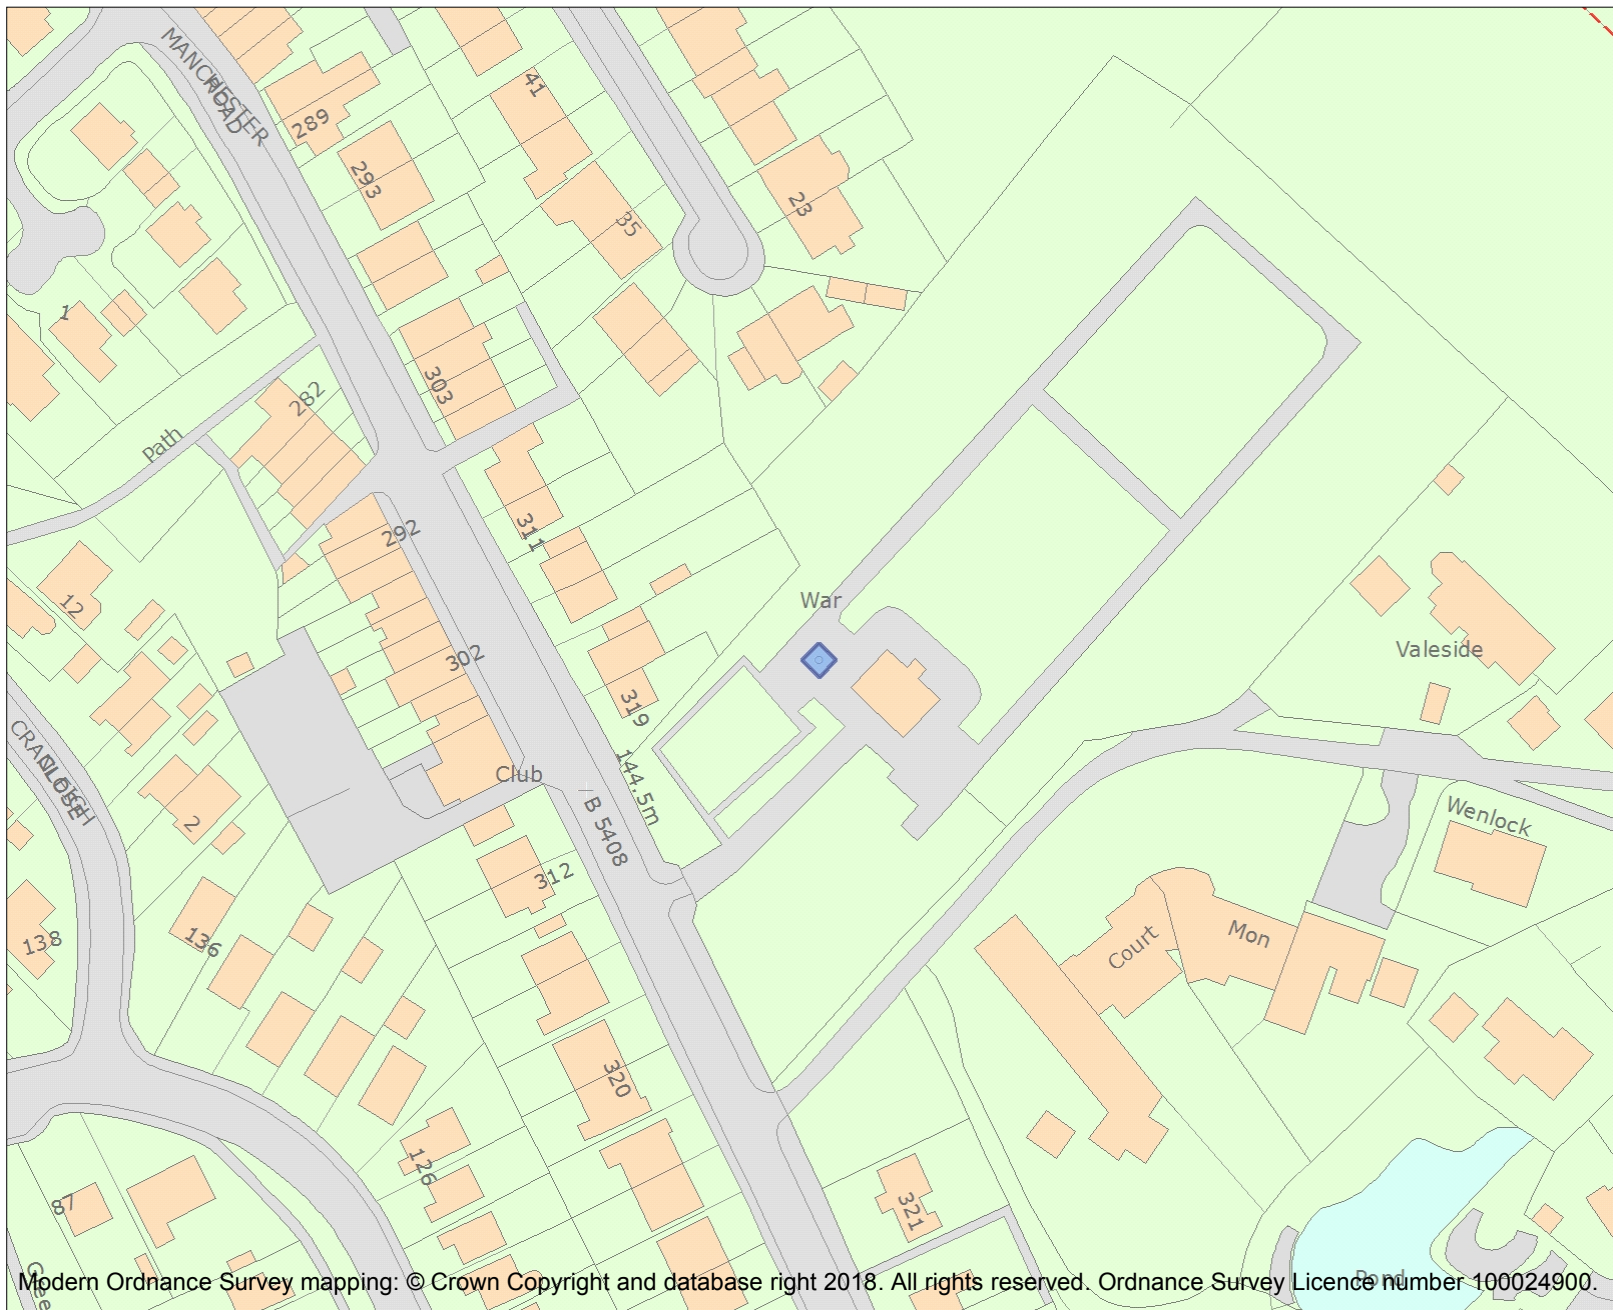 MANCHESTER
ROAD
41
289
293
23
35
1
303
282
Path
311
292
War
12
302
Valeside
319
CRANLEIGH
CLOSE
Club
144.5m
B 5408
Wenlock
2
312
138
136
Court
Mon
320
126
87
321
Pond
Modern Ordnance Survey mapping: © Crown Copyright and database right 2018. All rights reserved. Ordnance Survey Licence number 100024900.